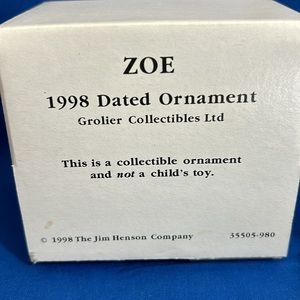 ZOE
1998 Dated Ornament
Grolier Collectibles Ltd
This is a collectible ornament
and not a child's toy.
© 1998 The Jim Henson Company 35505-980